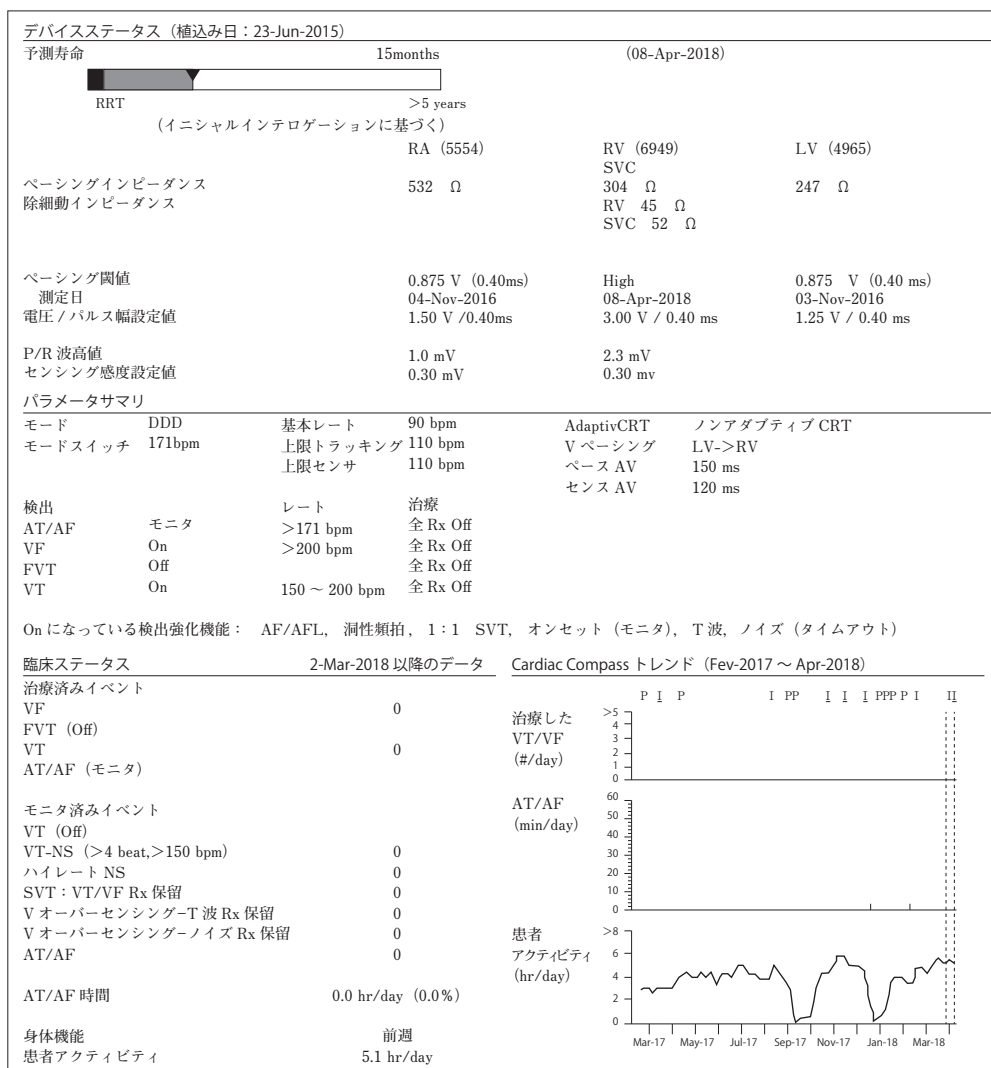 デバイスステータス（植込み日：23-Jun-2015）
予測寿命 15months (08-Apr-2018)
RRT >5 years
（イニシャルインテロゲーションに基づく）
RA (5554) RV (6949) LV (4965)
SVC
ペーシングインピーダンス 532 Ω 304 Ω 247 Ω
除細動インピーダンス RV 45 Ω
SVC 52 Ω
ペーシング閾値 0.875 V (0.40ms) High 0.875 V (0.40 ms)
測定日 04-Nov-2016 08-Apr-2018 03-Nov-2016
電圧 / パルス幅設定値 1.50 V /0.40ms 3.00 V / 0.40 ms 1.25 V / 0.40 ms
P/R 波高値 1.0 mV 2.3 mV
センシング感度設定値 0.30 mV 0.30 mv
パラメータサマリ
モード DDD 基本レート 90 bpm AdaptivCRT ノンアダプティブ CRT
モードスイッチ 171bpm 上限トラッキング 110 bpm V ペーシング LV->RV
上限センサ 110 bpm ペース AV 150 ms
センス AV 120 ms
検出 レート 治療
AT/AF モニタ >171 bpm 全 Rx Off
VF On >200 bpm 全 Rx Off
FVT Off 全 Rx Off
VT On 150 ～ 200 bpm 全 Rx Off
On になっている検出強化機能： AF/AFL, 洞性頻拍, 1：1 SVT, オンセット（モニタ）, T 波, ノイズ（タイムアウト）
臨床ステータス 2-Mar-2018 以降のデータ
治療済みイベント
VF 0
FVT (Off)
VT 0
AT/AF（モニタ）
モニタ済みイベント
VT (Off)
VT-NS (>4 beat,>150 bpm) 0
ハイレート NS 0
SVT：VT/VF Rx 保留 0
V オーバーセンシング−T 波 Rx 保留 0
V オーバーセンシング−ノイズ Rx 保留 0
AT/AF 0
AT/AF 時間 0.0 hr/day (0.0%)
身体機能 前週
患者アクティビティ 5.1 hr/day
Cardiac Compass トレンド（Fev-2017 ～ Apr-2018）
P I P I PP I I I PPP P I II
治療した
VT/VF
(#/day)
>5
4
3
2
1
0
AT/AF
(min/day)
60
50
40
30
20
10
0
患者
アクティビティ
(hr/day)
>8
6
4
2
0
Mar-17 May-17 Jul-17 Sep-17 Nov-17 Jan-18 Mar-18